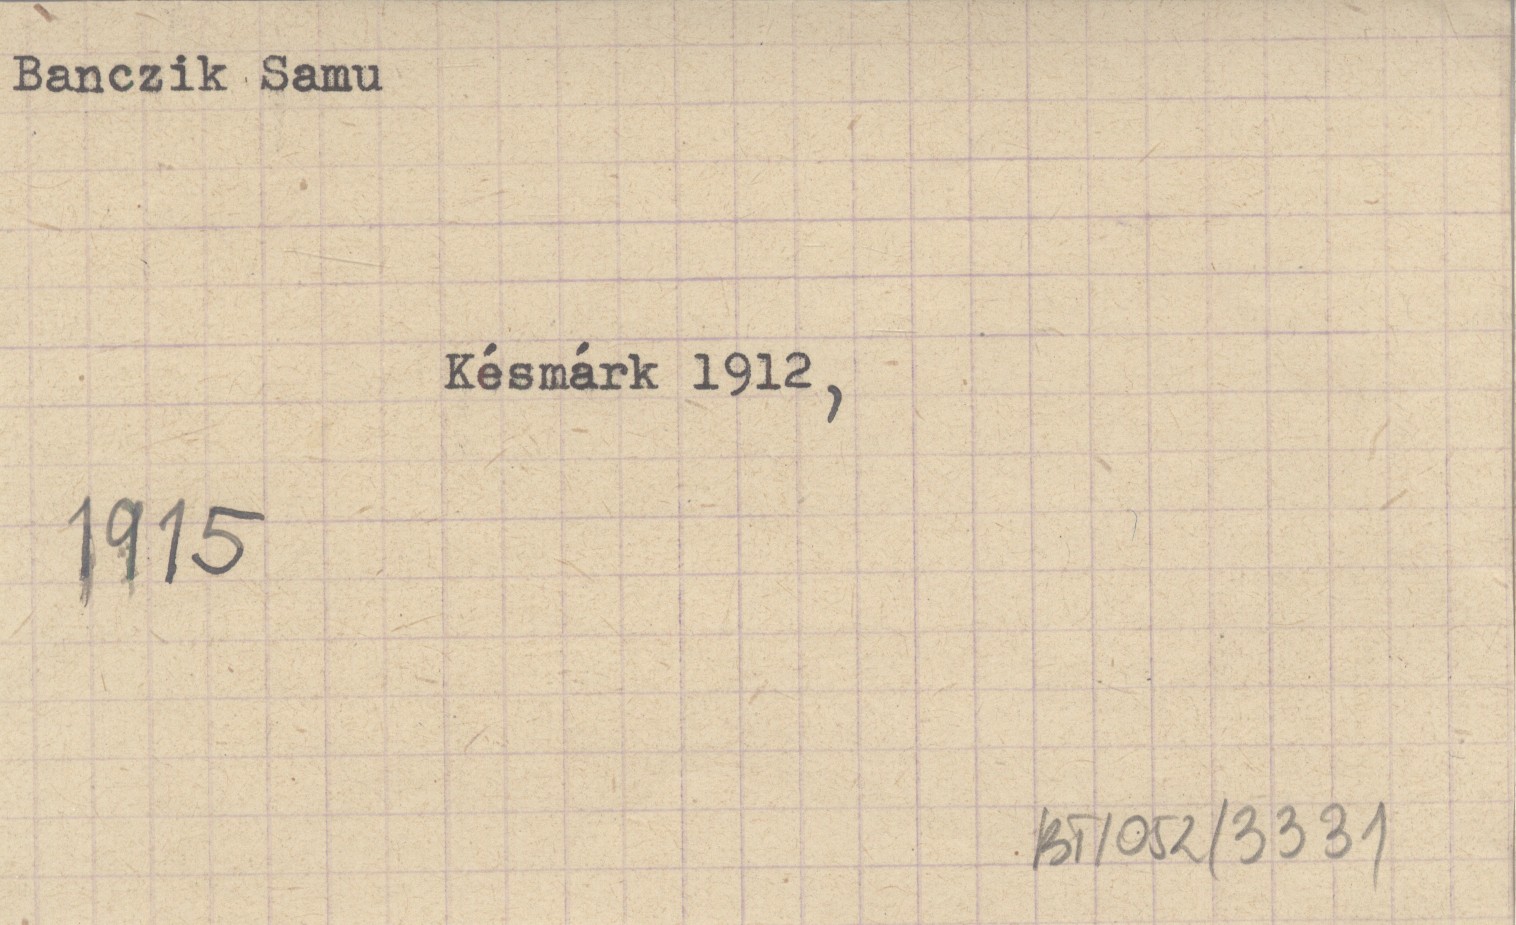 Banczik Samu
Késmárk 1912,
1915
BT/052/3331